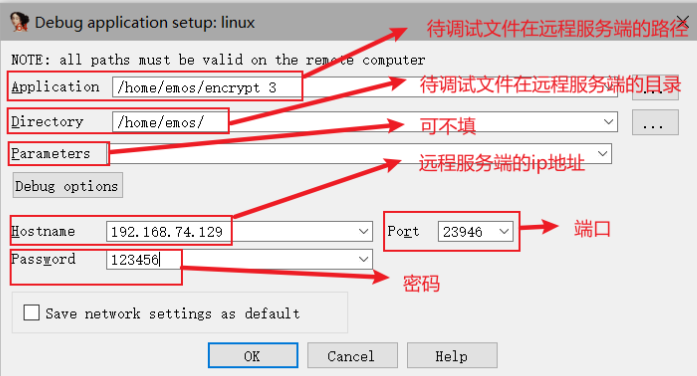 Debug application setup: linux
待调试文件在远程服务端的路径
NOTE: all paths must be valid on the remote computer
Application /home/emos/encrypt 3 ...
待调试文件在远程服务端的目录
Directory /home/emos/ ...
可不填
Parameters
远程服务端的ip地址
Debug options
Hostname 192.168.74.129 Port 23946 端口
Password 123456
密码
Save network settings as default
OK Cancel Help